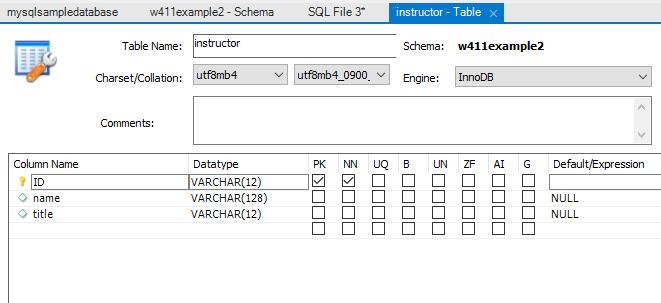 mysqlsampledatabase w411example2 - Schema SQL File 3* instructor - Table ×
Table Name: instructor Schema: w411example2
Charset/Collation: utf8mb4 utf8mb4_0900_ Engine: InnoDB
Comments:
Column Name Datatype PK NN UQ B UN ZF AI G Default/Expression
ID VARCHAR(12)
name VARCHAR(128) NULL
title VARCHAR(12) NULL